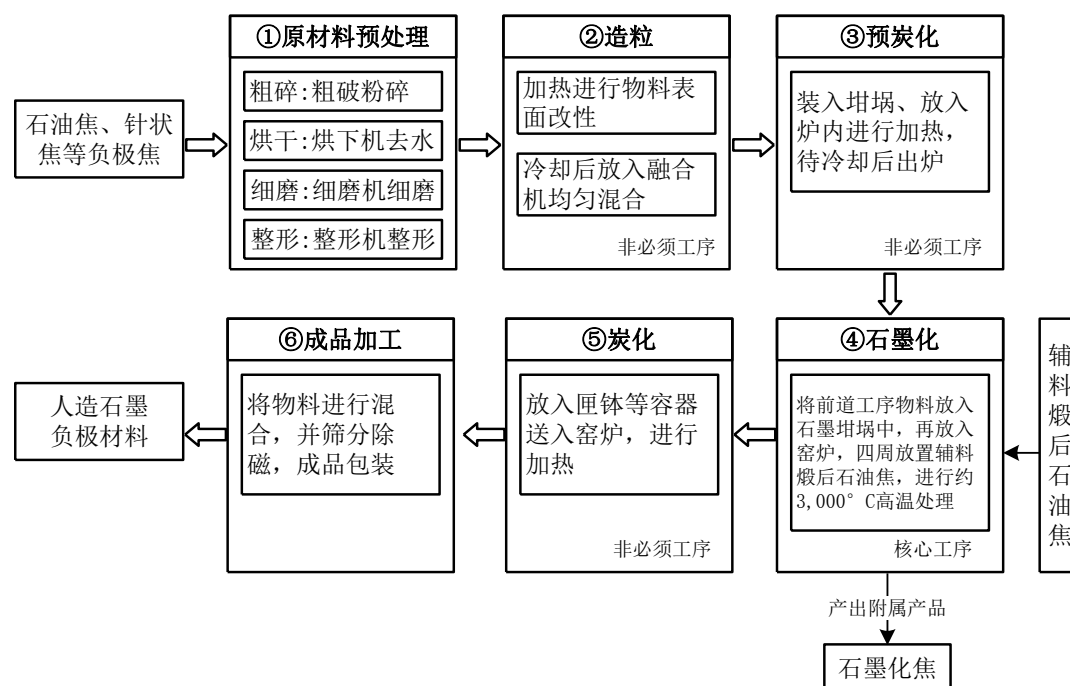 ①原材料预处理
粗碎:粗破粉碎
烘干:烘下机去水
细磨:细磨机细磨
整形:整形机整形
②造粒
加热进行物料表
面改性
冷却后放入融合
机均匀混合
非必须工序
③预炭化
装入坩埚、放入
炉内进行加热,
待冷却后出炉
非必须工序
石油焦、针状
焦等负极焦
⑥成品加工
将物料进行混
合，并筛分除
磁，成品包装
⑤炭化
放入匣钵等容器
送入窑炉，进行
加热
非必须工序
④石墨化
将前道工序物料放入
石墨坩埚中，再放入
窑炉，四周放置辅料
煅后石油焦，进行约
3,000°C高温处理
核心工序
辅
料
煅
后
石
油
焦
人造石墨
负极材料
产出附属产品
石墨化焦